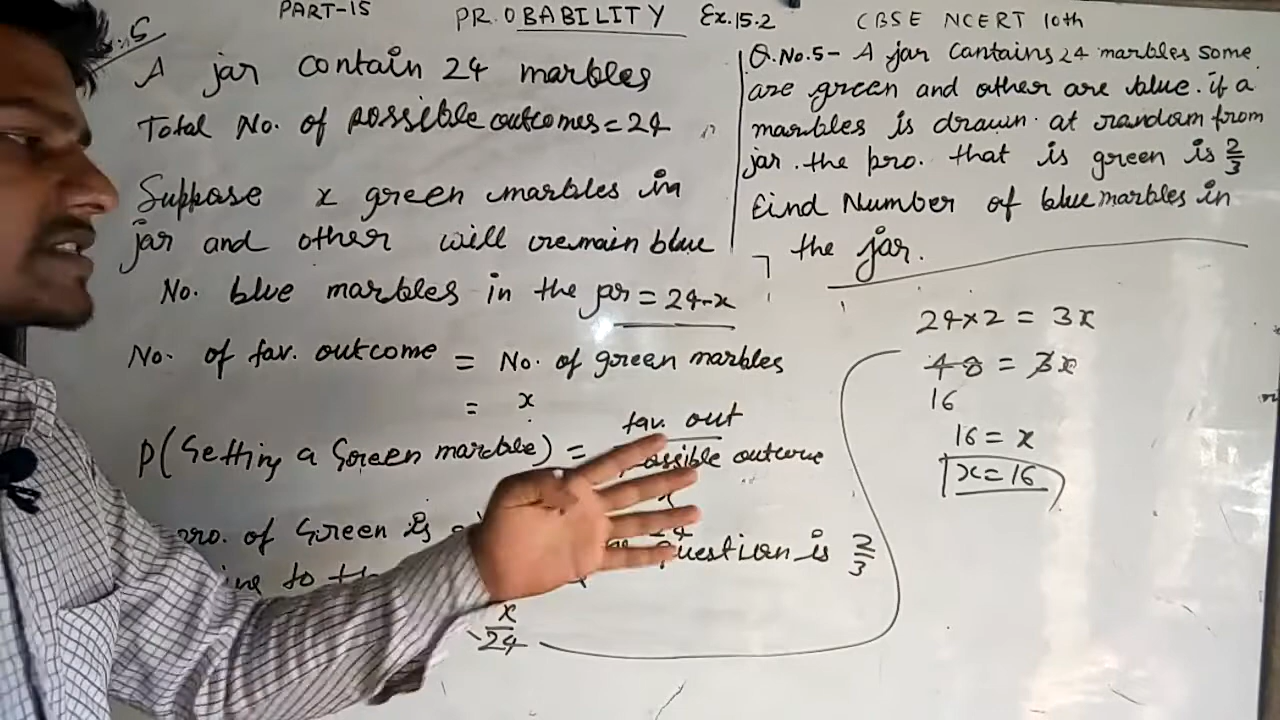 PART-15 PROBABILITY Ex.15.2 CBSE NCERT 10th
A jar contain 24 marbles
Total No. of possible outcomes = 24
Suppose x green marbles in
jar and other will remain blue
No. blue marbles in the jar = 24-x
No. of fav. outcome = No. of green marbles
= x
P(Getting a Green marble) = fav. out
possible outcome
pro. of Green is
question is 2/3
x/24
Q.No.5- A jar Cantains 24 marbles some
are green and other are blue. if a
marbles is drawn at random from
jar. the pro. that is green is 2/3
Find Number of blue marbles in
the jar.
24×2 = 3x
48 = 3x
16
16 = x
x = 16